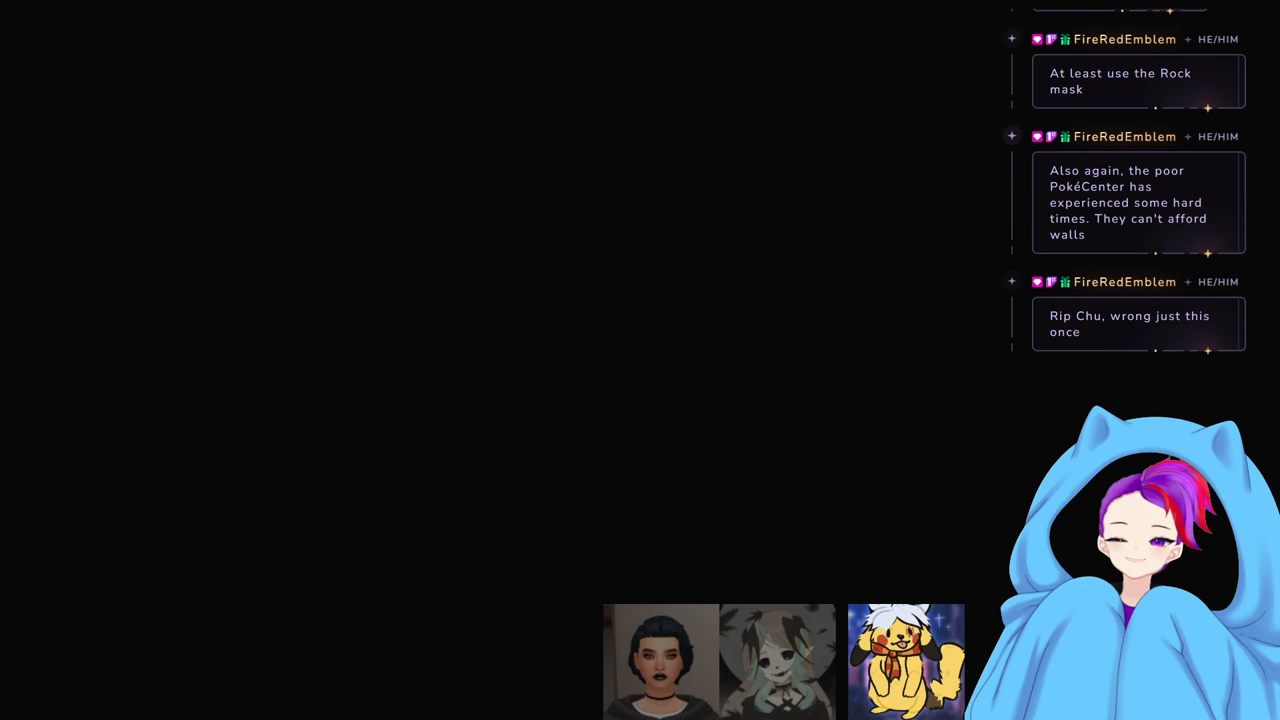 FireRedEmblem HE/HIM
At least use the Rock
mask
FireRedEmblem HE/HIM
Also again, the poor
PokéCenter has
experienced some hard
times. They can't afford
walls
FireRedEmblem HE/HIM
Rip Chu, wrong just this
once